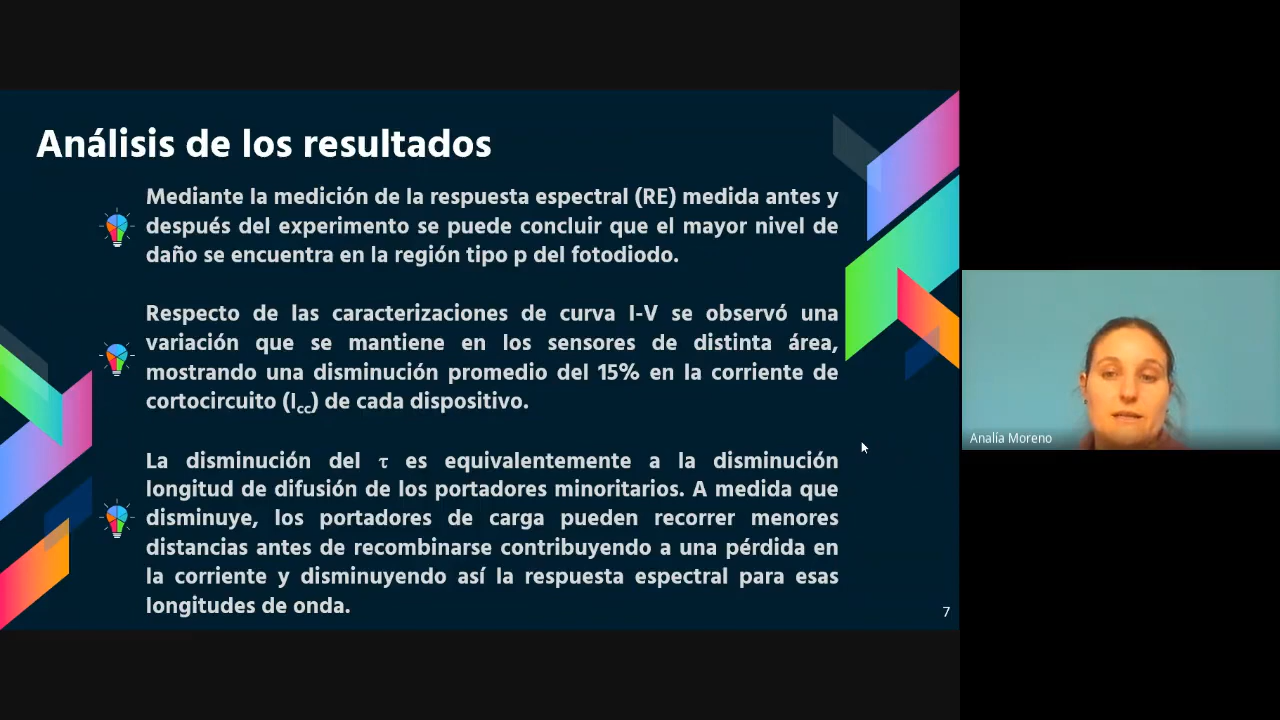 Análisis de los resultados
Mediante la medición de la respuesta espectral (RE) medida antes y
después del experimento se puede concluir que el mayor nivel de
daño se encuentra en la región tipo p del fotodiodo.
Respecto de las caracterizaciones de curva I-V se observó una
variación que se mantiene en los sensores de distinta área,
mostrando una disminución promedio del 15% en la corriente de
cortocircuito (Icc) de cada dispositivo.
La disminución del τ es equivalentemente a la disminución
longitud de difusión de los portadores minoritarios. A medida que
disminuye, los portadores de carga pueden recorrer menores
distancias antes de recombinarse contribuyendo a una pérdida en
la corriente y disminuyendo así la respuesta espectral para esas
longitudes de onda.
7
Analía Moreno